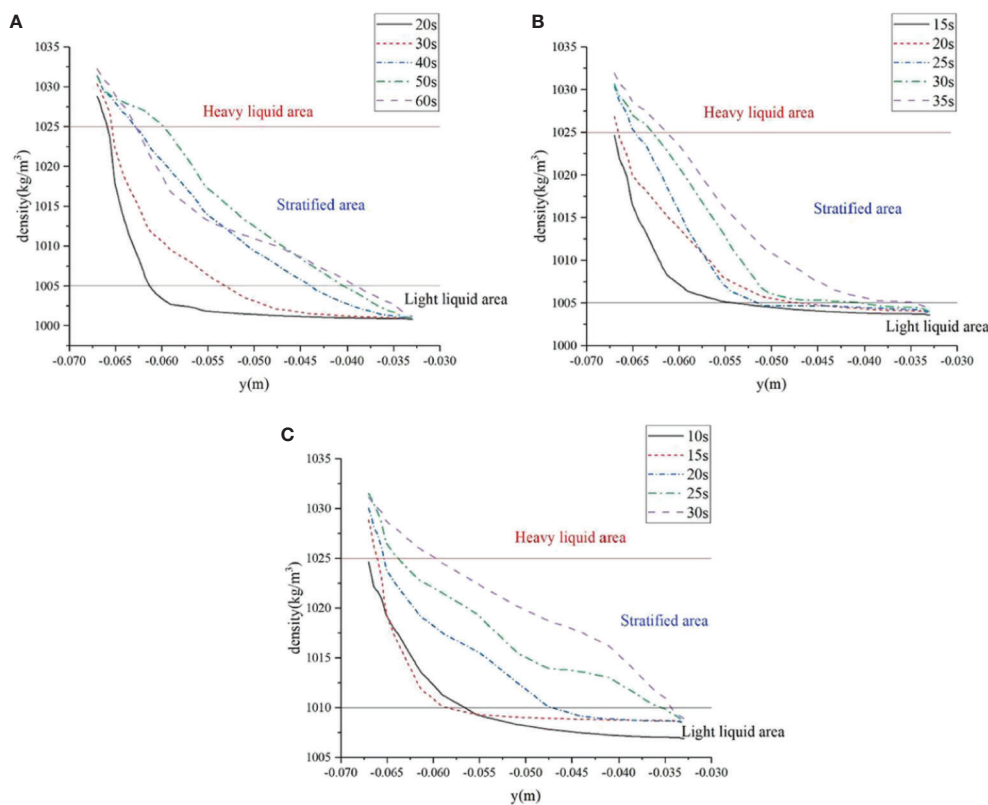 A
20s
30s
40s
50s
60s
1035
1030
1025
1020
1015
1010
1005
1000
density(kg/m³)
Heavy liquid area
Stratified area
Light liquid area
-0.070 -0.065 -0.060 -0.055 -0.050 -0.045 -0.040 -0.035 -0.030
y(m)
B
15s
20s
25s
30s
35s
1035
1030
1025
1020
1015
1010
1005
1000
density(kg/m³)
Heavy liquid area
Stratified area
Light liquid area
-0.070 -0.065 -0.060 -0.055 -0.050 -0.045 -0.040 -0.035 -0.030
y(m)
C
10s
15s
20s
25s
30s
1035
1030
1025
1020
1015
1010
1005
density(kg/m³)
Heavy liquid area
Stratified area
Light liquid area
-0.070 -0.065 -0.060 -0.055 -0.050 -0.045 -0.040 -0.035 -0.030
y(m)